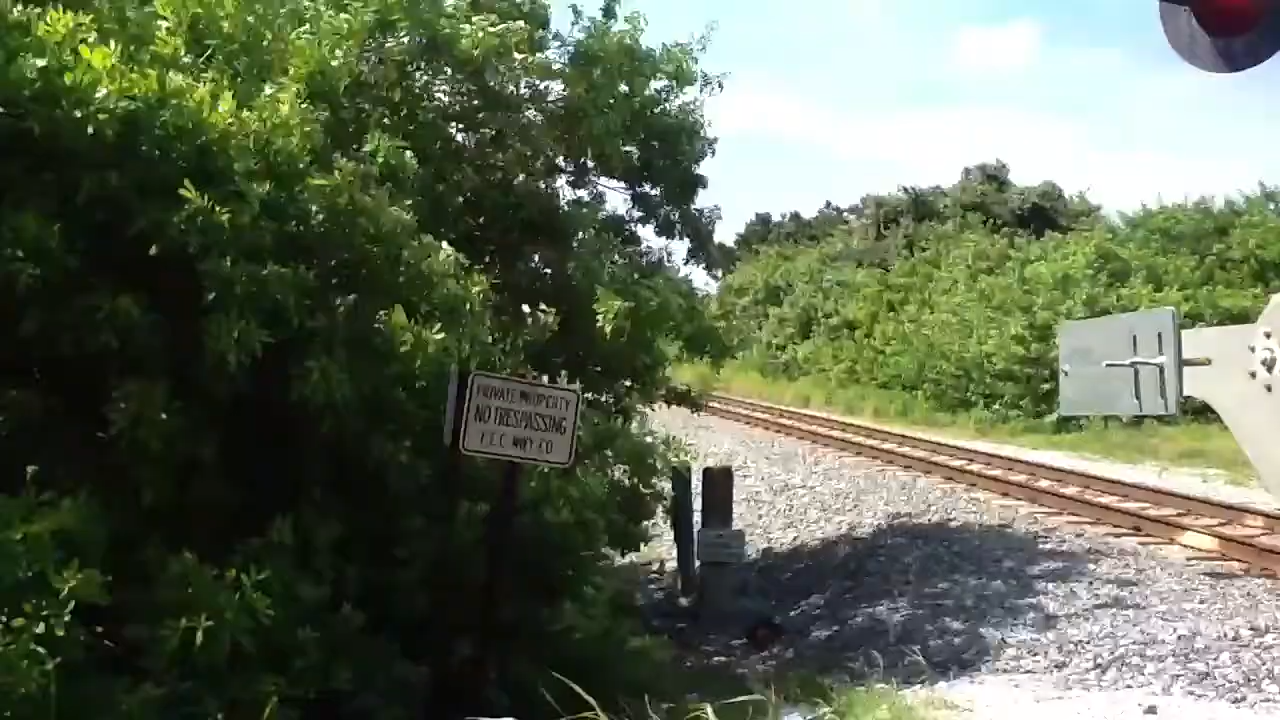 PRIVATE PROPERTY
NO TRESPASSING
F.E.C. RWY. CO.